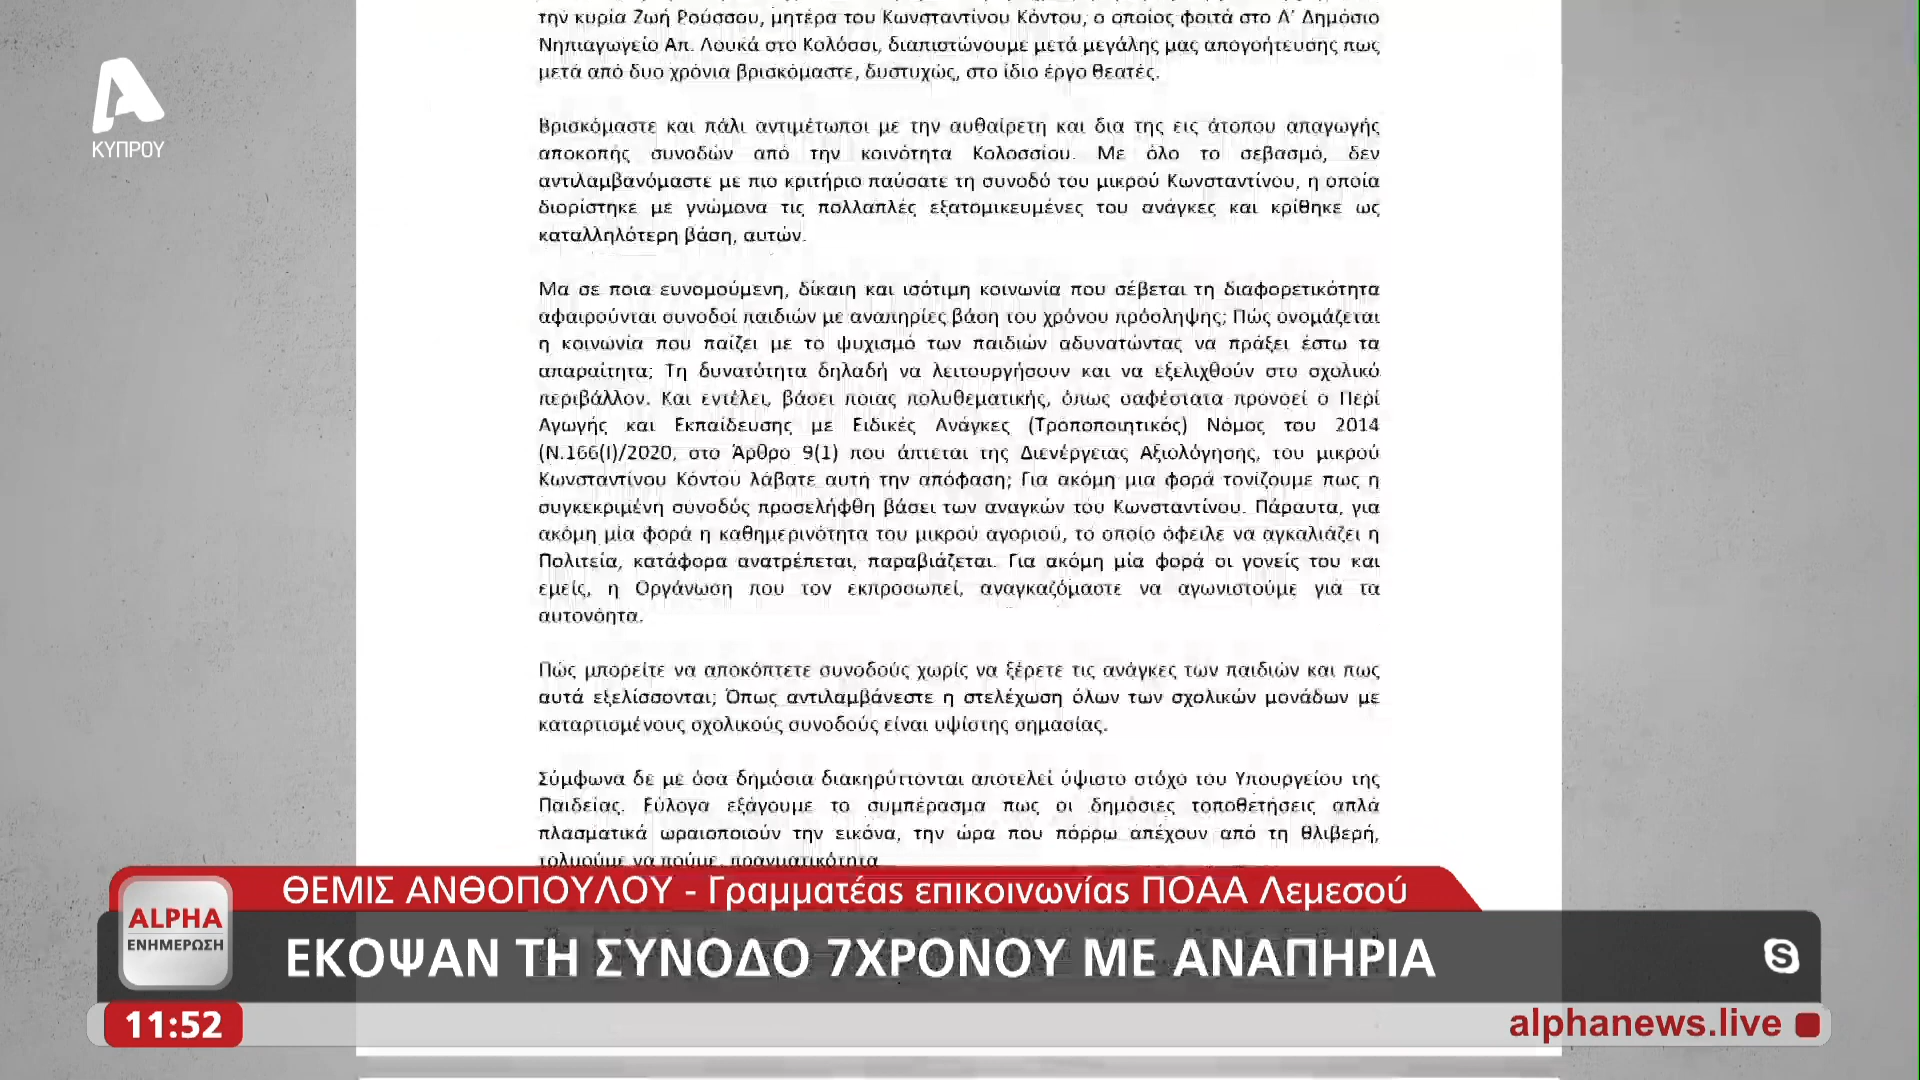 την κυρία Ζωή Ρούσσου, μητέρα του Κωνσταντίνου Κόντου, ο οποίος φοιτά στο Α' Δημόσιο
Νηπιαγωγείο Απ. Λουκά στο Κολόσσι, διαπιστώνουμε μετά μεγάλης μας απογοήτευσης πως
μετά από δυο χρόνια βρισκόμαστε, δυστυχώς, στο ίδιο έργο θεατές.
Βρισκόμαστε και πάλι αντιμέτωποι με την αυθαίρετη και δια της εις άτοπου απαγωγής
αποκοπής συνοδών από την κοινότητα Κολοσσίου. Με όλο το σεβασμό, δεν
αντιλαμβανόμαστε με πιο κριτήριο παύσατε τη συνοδό του μικρού Κωνσταντίνου, η οποία
διορίστηκε με γνώμονα τις πολλαπλές εξατομικευμένες του ανάγκες και κρίθηκε ως
καταλληλότερη βάση, αυτών.
Μα σε ποια ευνομούμενη, δίκαιη και ισότιμη κοινωνία που σέβεται τη διαφορετικότητα
αφαιρούνται συνοδοί παιδιών με αναπηρίες βάση του χρόνου πρόσληψης; Πώς ονομάζεται
η κοινωνία που παίζει με το ψυχισμό των παιδιών αδυνατώντας να πράξει έστω τα
απαραίτητα; Τη δυνατότητα δηλαδή να λειτουργήσουν και να εξελιχθούν στο σχολικό
περιβάλλον. Και εντέλει, βάσει ποιας πολυθεματικής, όπως σαφέστατα προνοεί ο Περί
Αγωγής και Εκπαίδευσης με Ειδικές Ανάγκες (Τροποποιητικός) Νόμος του 2014
(Ν.166(Ι)/2020, στο Άρθρο 9(1) που άπτεται της Διενέργειας Αξιολόγησης, του μικρού
Κωνσταντίνου Κόντου λάβατε αυτή την απόφαση; Για ακόμη μια φορά τονίζουμε πως η
συγκεκριμένη συνοδός προσελήφθη βάσει των αναγκών του Κωνσταντίνου. Πάραυτα, για
ακόμη μία φορά η καθημερινότητα του μικρού αγοριού, το οποίο όφειλε να αγκαλιάζει η
Πολιτεία, κατάφορα ανατρέπεται, παραβιάζεται. Για ακόμη μία φορά οι γονείς του και
εμείς, η Οργάνωση που τον εκπροσωπεί, αναγκαζόμαστε να αγωνιστούμε για τα
αυτονόητα.
Πώς μπορείτε να αποκόπτετε συνοδούς χωρίς να ξέρετε τις ανάγκες των παιδιών και πως
αυτά εξελίσσονται; Όπως αντιλαμβάνεστε η στελέχωση όλων των σχολικών μονάδων με
καταρτισμένους σχολικούς συνοδούς είναι υψίστης σημασίας.
Σύμφωνα δε με όσα δημόσια διακηρύττονται αποτελεί ύψιστο στόχο του Υπουργείου της
Παιδείας. Εύλογα εξάγουμε το συμπέρασμα πως οι δημόσιες τοποθετήσεις απλά
πλασματικά ωραιοποιούν την εικόνα, την ώρα που πόρρω απέχουν από τη θλιβερή,
τολμούμε να πούμε, πραγματικότητα
ΚΥΠΡΟΥ
ΘΕΜΙΣ ΑΝΘΟΠΟΥΛΟΥ - Γραμματέας επικοινωνίας ΠΟΑΑ Λεμεσού
ALPHA
ΕΝΗΜΕΡΩΣΗ
ΕΚΟΨΑΝ ΤΗ ΣΥΝΟΔΟ 7ΧΡΟΝΟΥ ΜΕ ΑΝΑΠΗΡΙΑ
11:52
alphanews.live